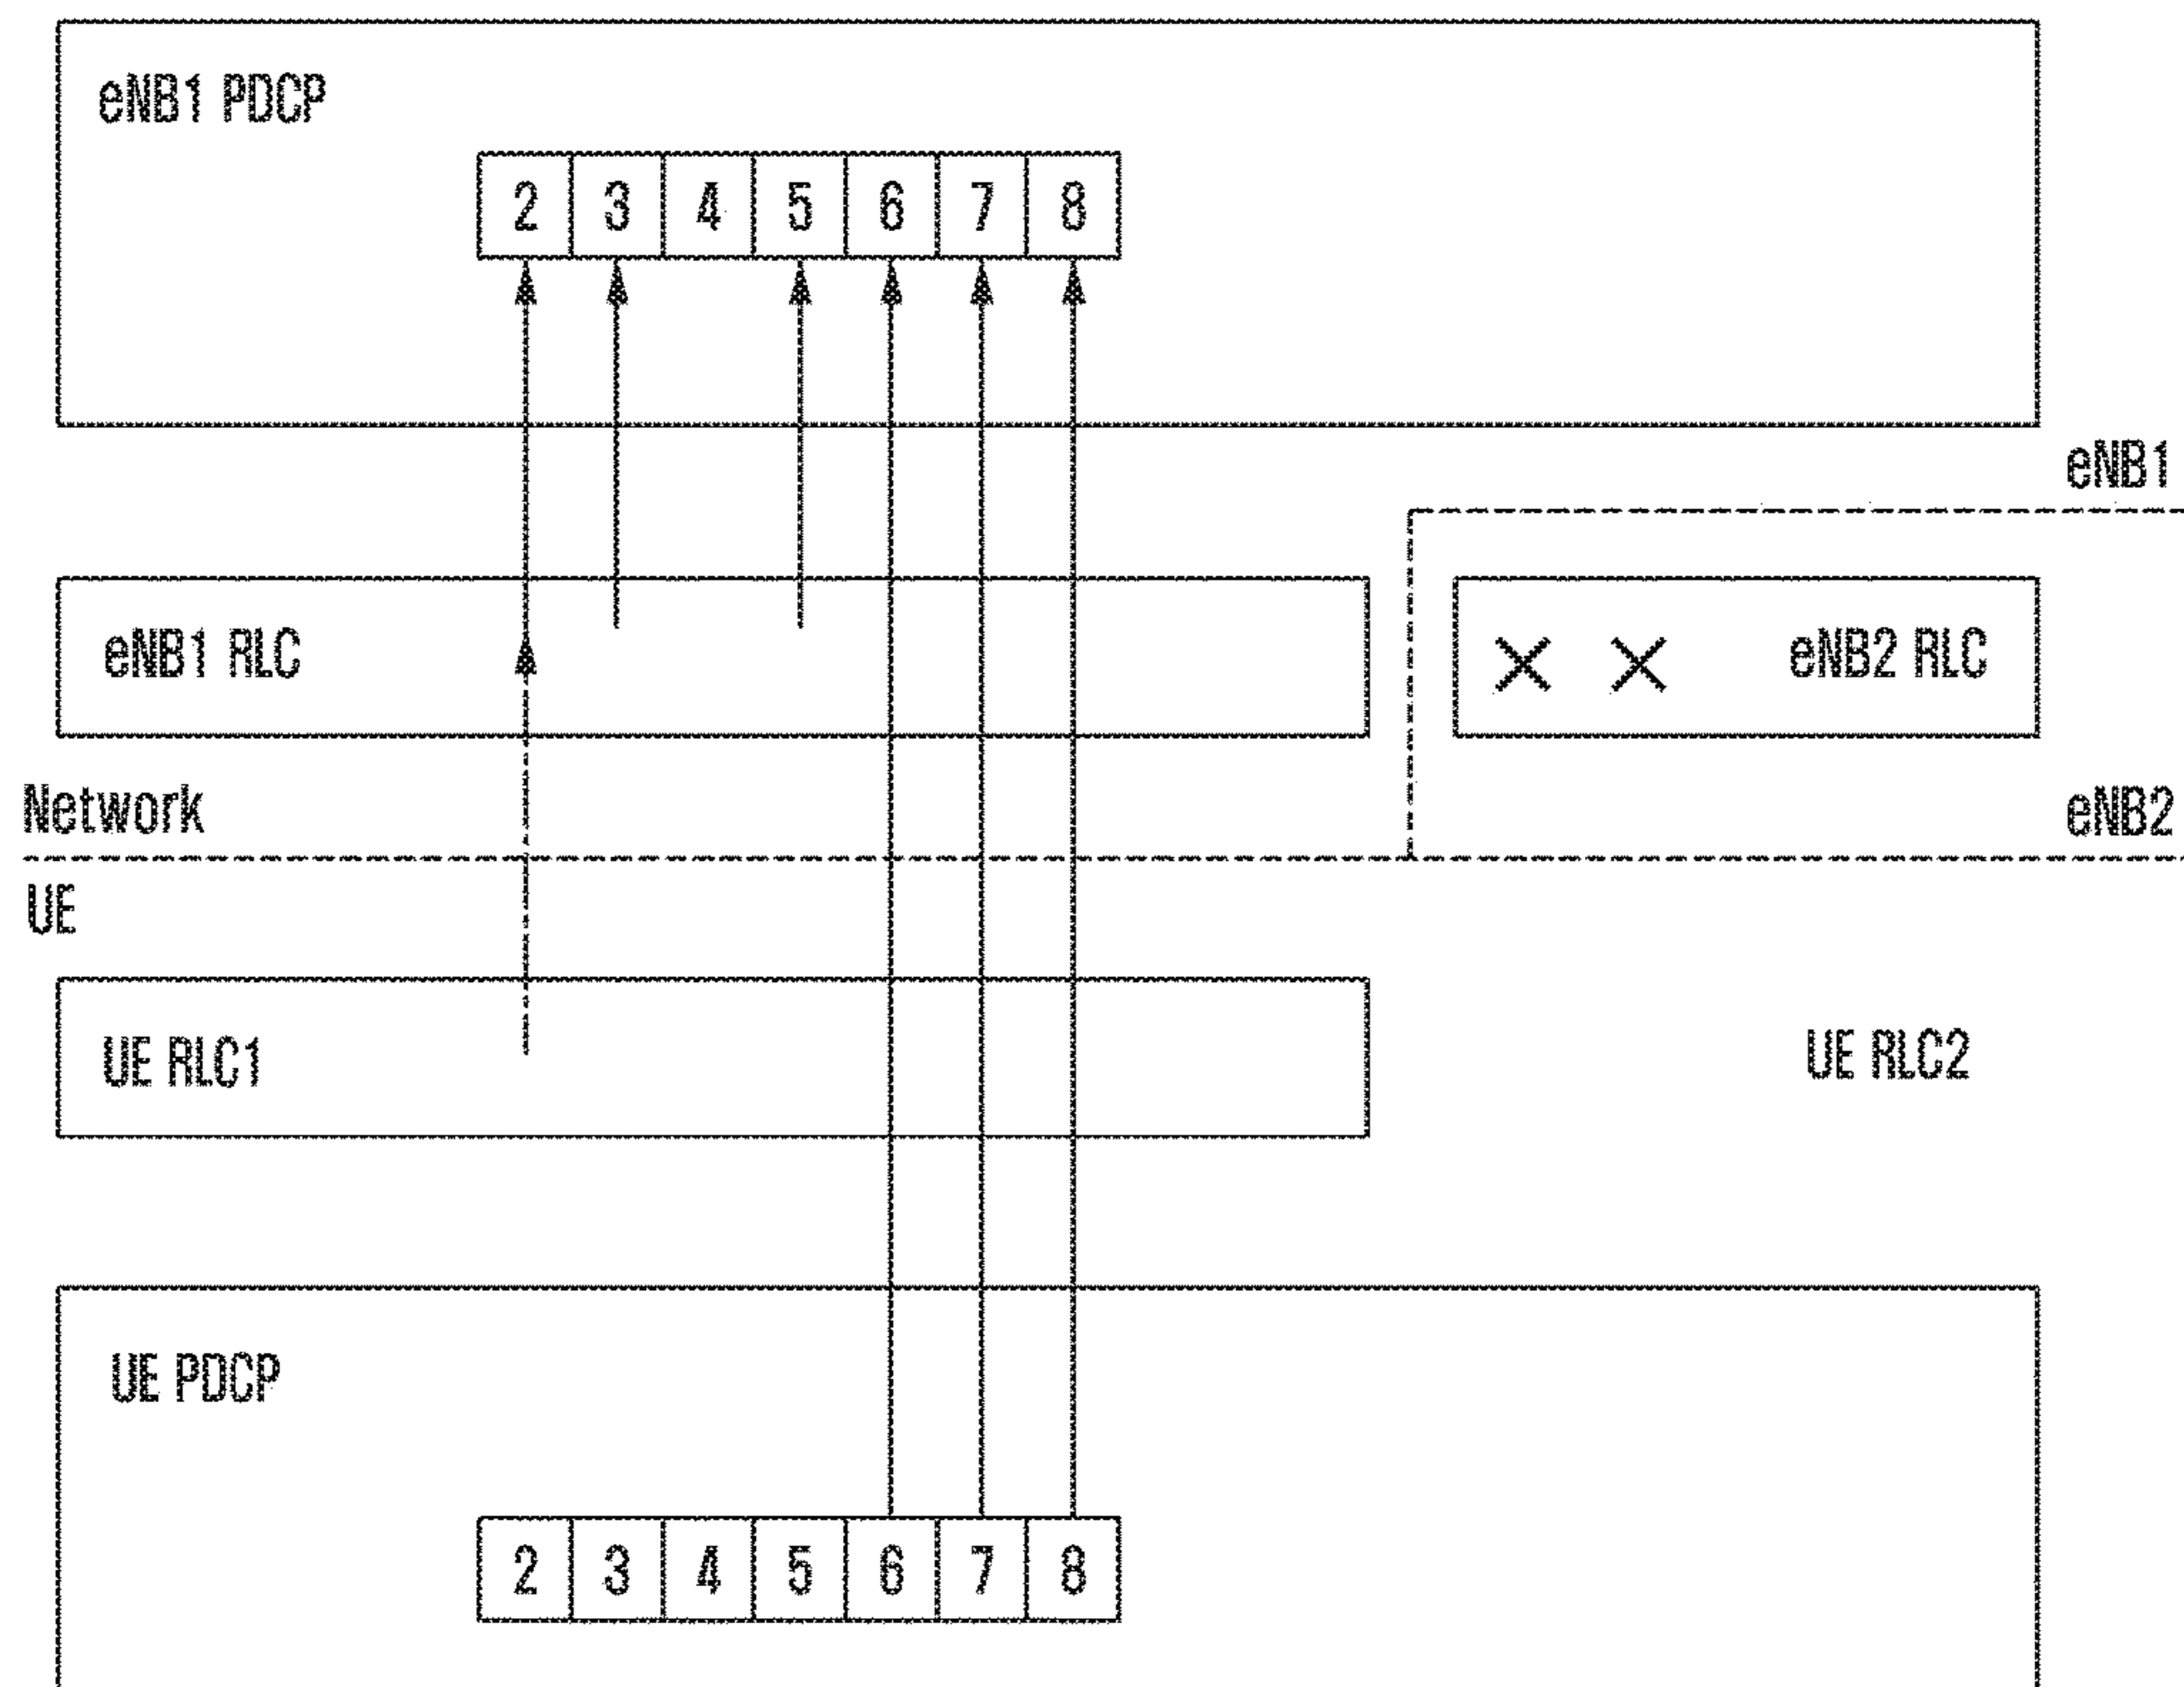 eNB1 PDCP
2 3 4 5 6 7 8
eNB1
eNB1 RLC
eNB2 RLC
Network
eNB2
UE
UE RLC1
UE RLC2
UE PDCP
2 3 4 5 6 7 8